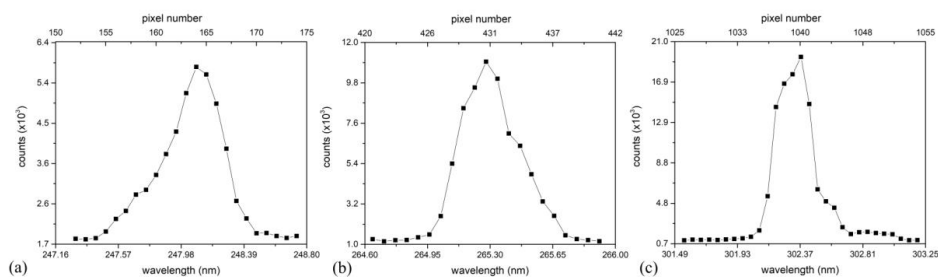 pixel number
150 155 160 163 165 170 173 175
6.4
5.4
4.5
3.6
2.6
1.7
counts (x10³)
247.16 247.57 247.98 248.39 248.80
wavelength (nm)
(a)
pixel number
420 426 431 437 442
12.0
9.8
7.6
5.4
3.2
1.0
counts (x10³)
264.60 264.95 265.30 265.65 266.00
wavelength (nm)
(b)
pixel number
1025 1033 1040 1048 1055
21.0
16.9
12.9
8.8
4.8
0.7
counts (x10³)
301.49 301.93 302.37 302.81 303.25
wavelength (nm)
(c)